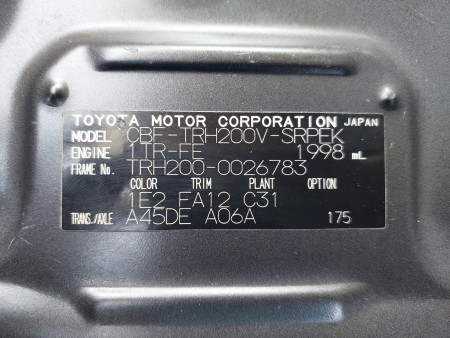 TOYOTA MOTOR CORPORATION JAPAN
MODEL CBF-TRH200V-SRPEK
ENGINE 1TR-FE 1998 mL
FRAME No. TRH200-0026783
COLOR TRIM PLANT OPTION
1E2 EA12 C31
TRANS./AXLE A45DE A06A 175